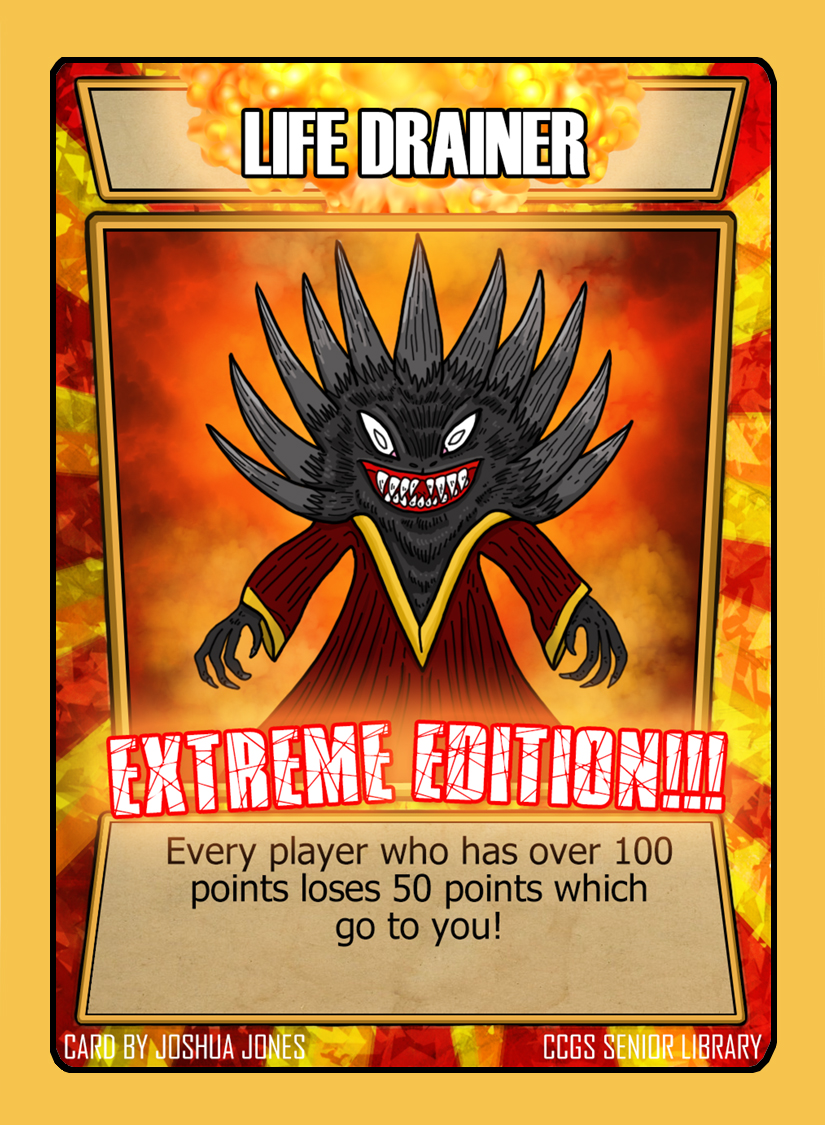 LIFE DRAINER
EXTREME EDITION!!!
Every player who has over 100
points loses 50 points which
go to you!
CARD BY JOSHUA JONES
CCGS SENIOR LIBRARY